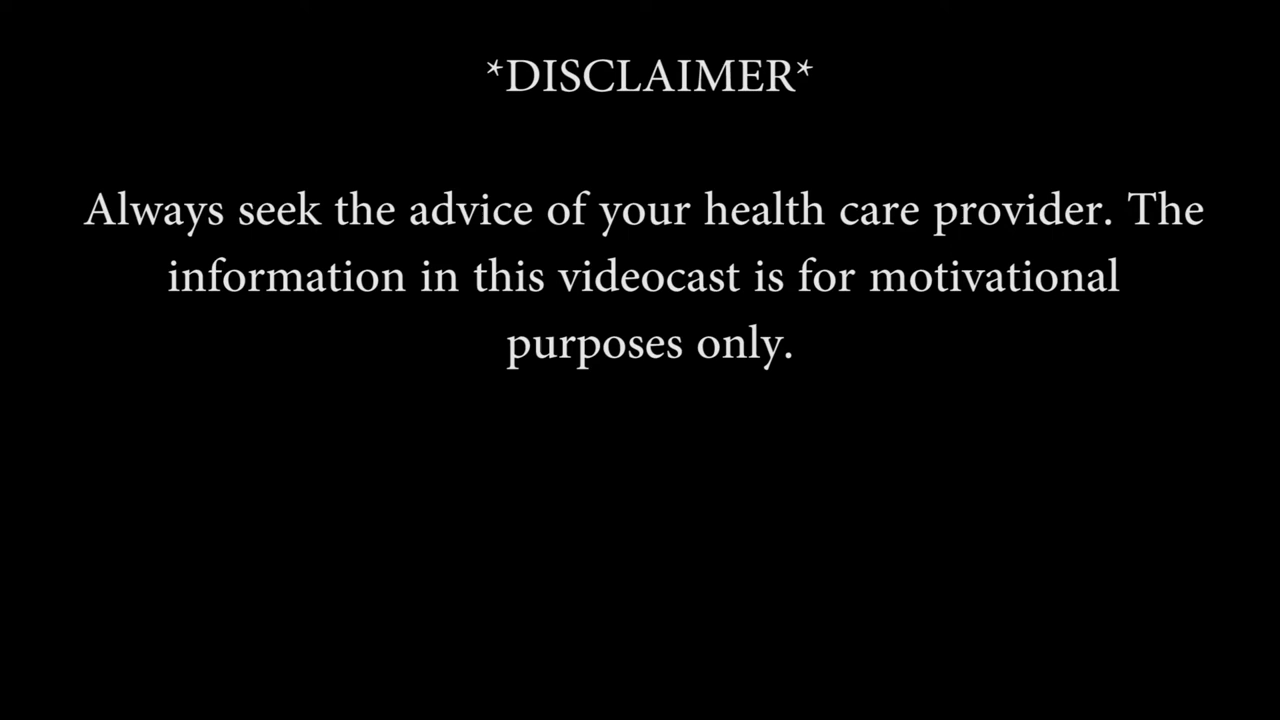 *DISCLAIMER*
Always seek the advice of your health care provider. The
information in this videocast is for motivational
purposes only.